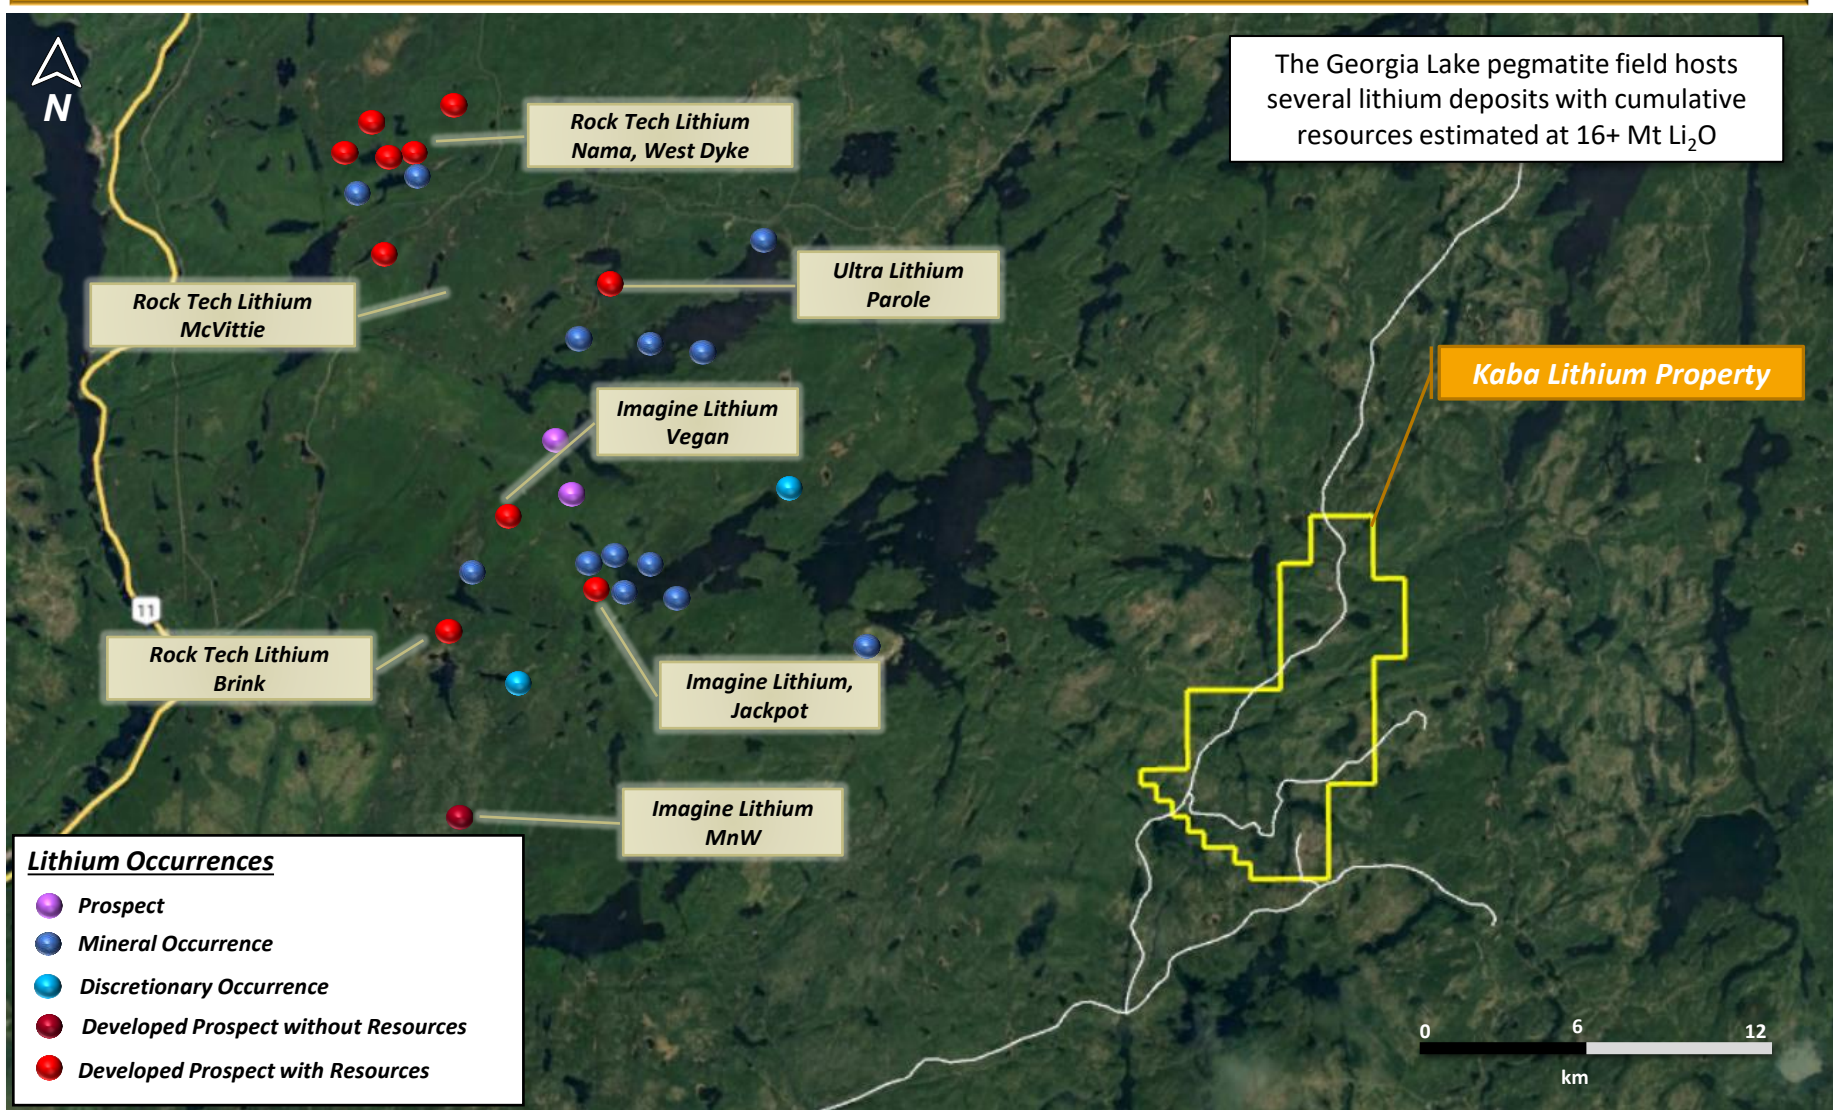 N
The Georgia Lake pegmatite field hosts
several lithium deposits with cumulative
resources estimated at 16+ Mt Li₂O
Rock Tech Lithium
Nama, West Dyke
Ultra Lithium
Parole
Rock Tech Lithium
McVittie
Kaba Lithium Property
Imagine Lithium
Vegan
11
Rock Tech Lithium
Brink
Imagine Lithium,
Jackpot
Imagine Lithium
MnW
Lithium Occurrences
Prospect
Mineral Occurrence
Discretionary Occurrence
Developed Prospect without Resources
Developed Prospect with Resources
0 6 12
km